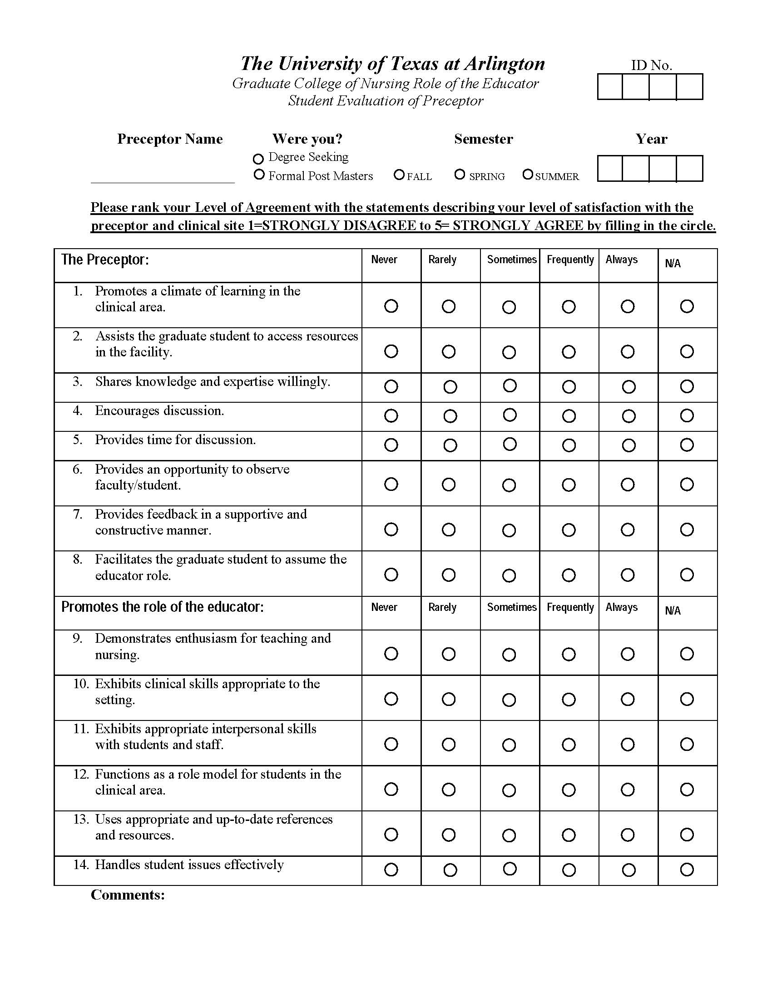 The University of Texas at Arlington
ID No.
Graduate College of Nursing Role of the Educator
Student Evaluation of Preceptor
Preceptor Name Were you? Semester Year
Degree Seeking
Formal Post Masters FALL SPRING SUMMER
Please rank your Level of Agreement with the statements describing your level of satisfaction with the
preceptor and clinical site 1=STRONGLY DISAGREE to 5= STRONGLY AGREE by filling in the circle.
The Preceptor: Never Rarely Sometimes Frequently Always N/A
1. Promotes a climate of learning in the
clinical area.
2. Assists the graduate student to access resources
in the facility.
3. Shares knowledge and expertise willingly.
4. Encourages discussion.
5. Provides time for discussion.
6. Provides an opportunity to observe
faculty/student.
7. Provides feedback in a supportive and
constructive manner.
8. Facilitates the graduate student to assume the
educator role.
Promotes the role of the educator: Never Rarely Sometimes Frequently Always N/A
9. Demonstrates enthusiasm for teaching and
nursing.
10. Exhibits clinical skills appropriate to the
setting.
11. Exhibits appropriate interpersonal skills
with students and staff.
12. Functions as a role model for students in the
clinical area.
13. Uses appropriate and up-to-date references
and resources.
14. Handles student issues effectively
Comments: